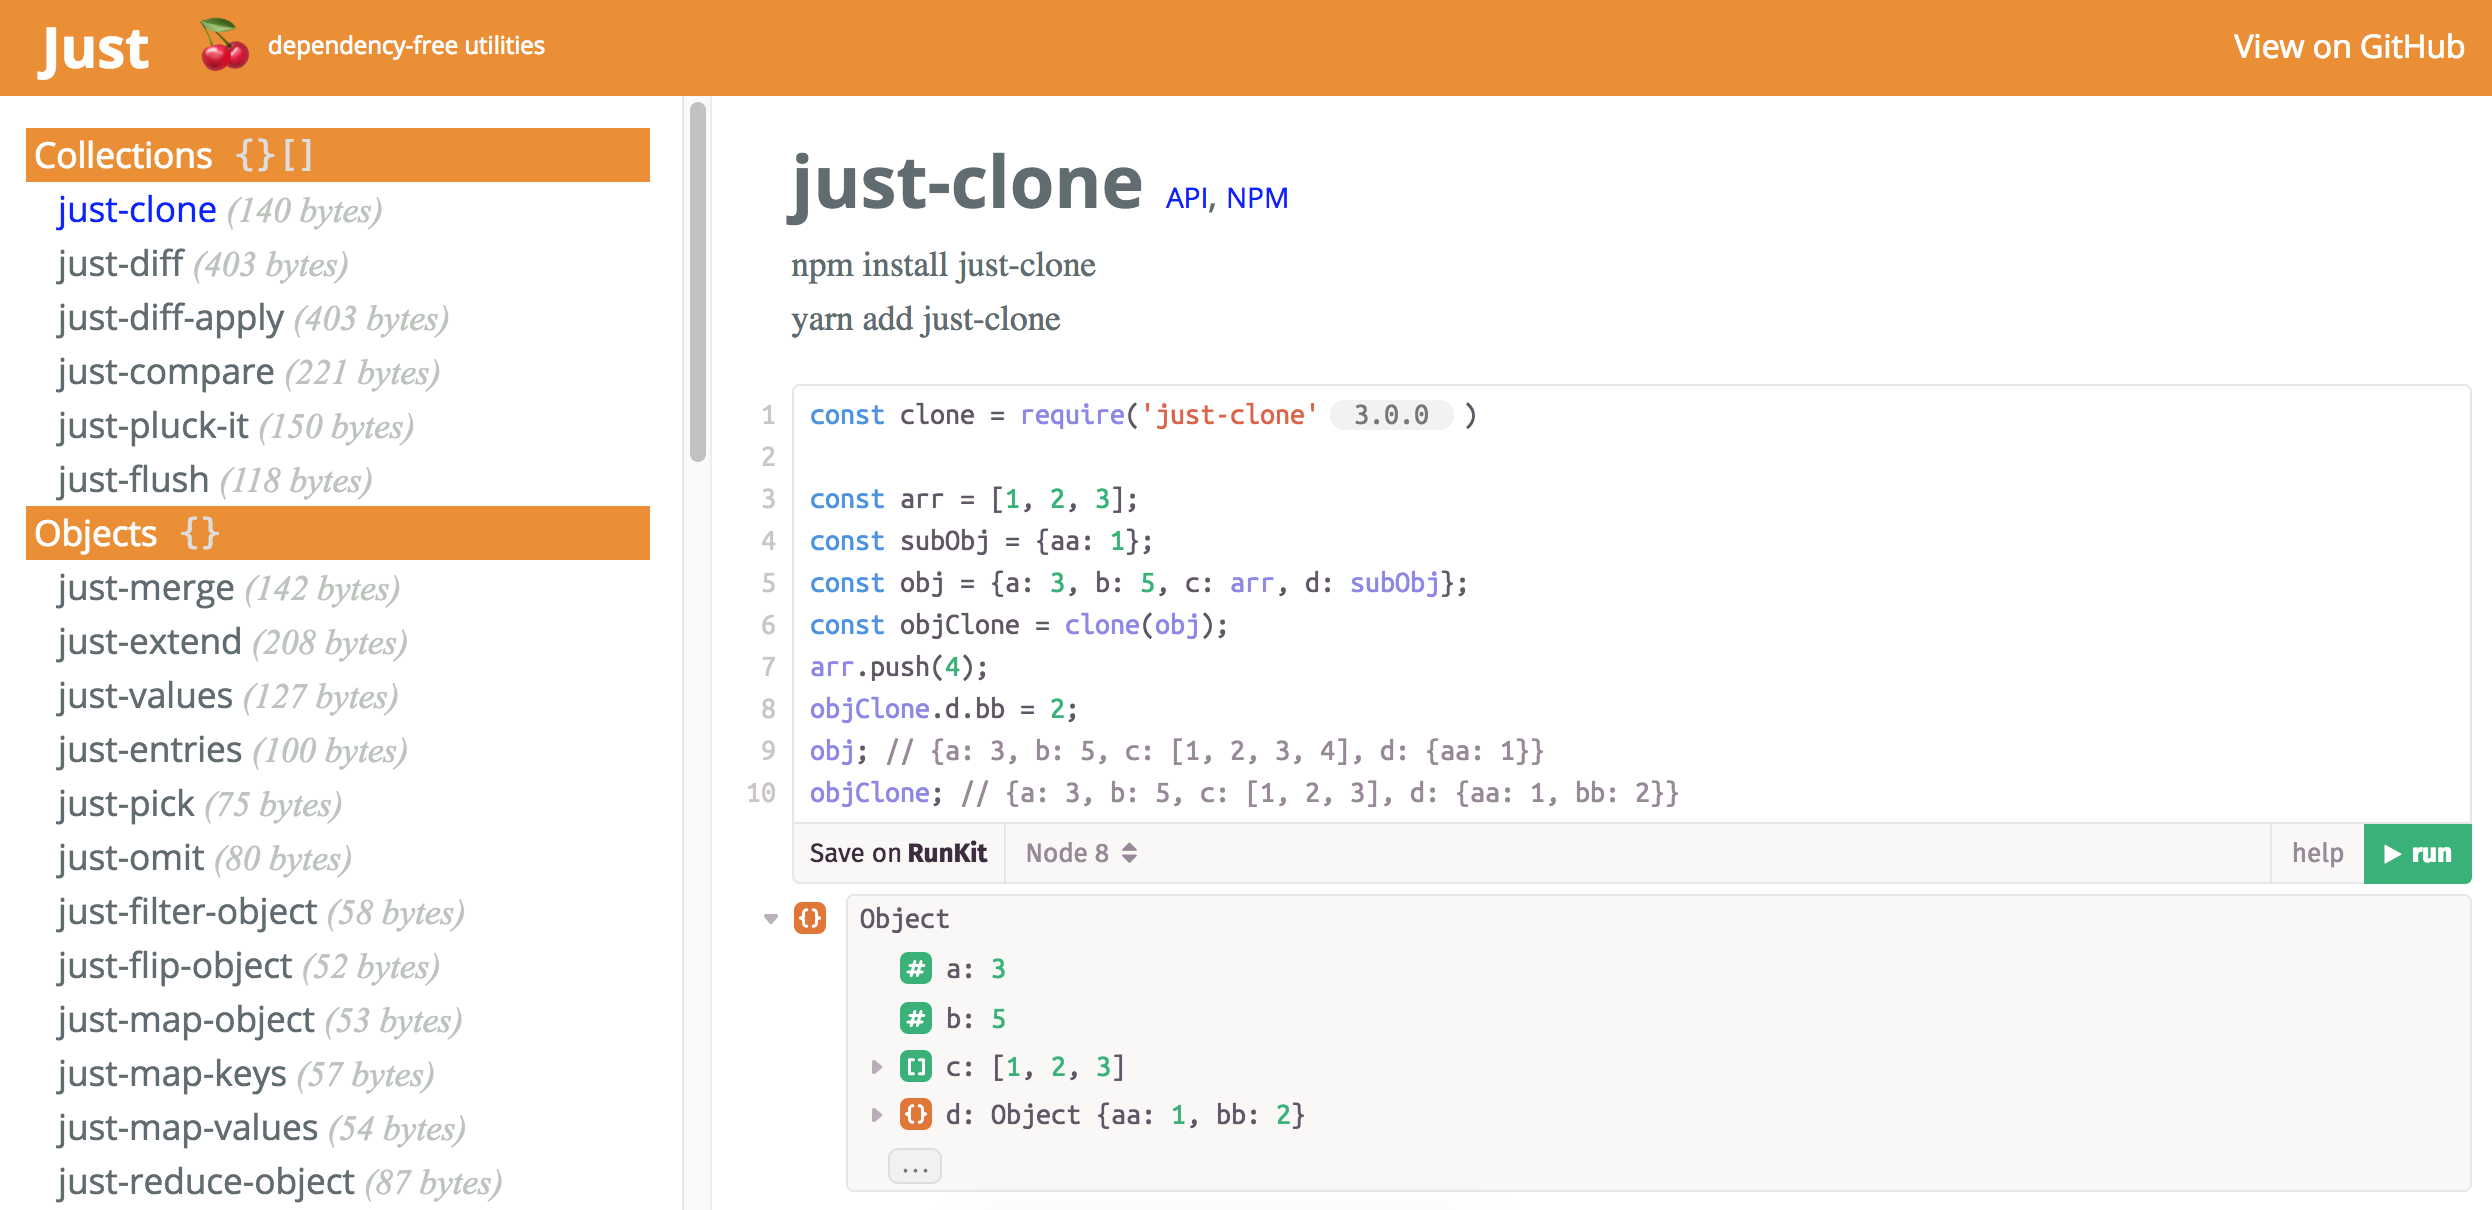 Just dependency-free utilities View on GitHub
Collections {}[]
just-clone (140 bytes)
just-diff (403 bytes)
just-diff-apply (403 bytes)
just-compare (221 bytes)
just-pluck-it (150 bytes)
just-flush (118 bytes)
Objects {}
just-merge (142 bytes)
just-extend (208 bytes)
just-values (127 bytes)
just-entries (100 bytes)
just-pick (75 bytes)
just-omit (80 bytes)
just-filter-object (58 bytes)
just-flip-object (52 bytes)
just-map-object (53 bytes)
just-map-keys (57 bytes)
just-map-values (54 bytes)
just-reduce-object (87 bytes)
just-clone API, NPM
npm install just-clone
yarn add just-clone
1 const clone = require('just-clone' 3.0.0 )
2
3 const arr = [1, 2, 3];
4 const subObj = {aa: 1};
5 const obj = {a: 3, b: 5, c: arr, d: subObj};
6 const objClone = clone(obj);
7 arr.push(4);
8 objClone.d.bb = 2;
9 obj; // {a: 3, b: 5, c: [1, 2, 3, 4], d: {aa: 1}}
10 objClone; // {a: 3, b: 5, c: [1, 2, 3], d: {aa: 1, bb: 2}}
Save on RunKit Node 8 help run
{} Object
# a: 3
# b: 5
[] c: [1, 2, 3]
{} d: Object {aa: 1, bb: 2}
...